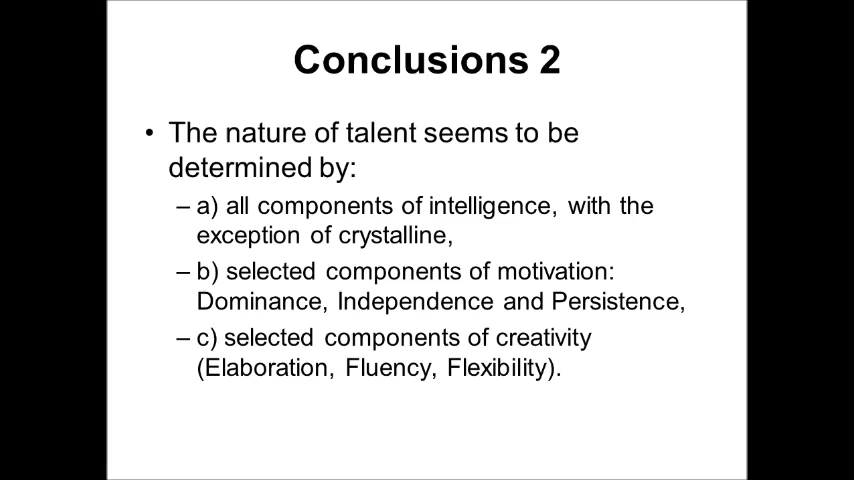 Conclusions 2
• The nature of talent seems to be
determined by:
– a) all components of intelligence, with the
exception of crystalline,
– b) selected components of motivation:
Dominance, Independence and Persistence,
– c) selected components of creativity
(Elaboration, Fluency, Flexibility).